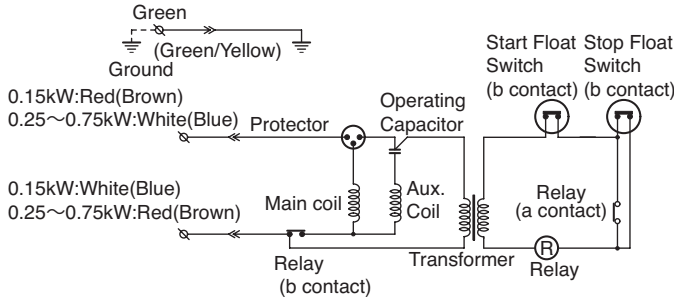 Green
(Green/Yellow)
Ground
Start Float
Switch
(b contact)
Stop Float
Switch
(b contact)
0.15kW:Red(Brown)
0.25～0.75kW:White(Blue)
Protector
Operating
Capacitor
0.15kW:White(Blue)
0.25～0.75kW:Red(Brown)
Main coil
Aux.
Coil
Relay
(a contact)
Relay
(b contact)
Transformer
R
Relay